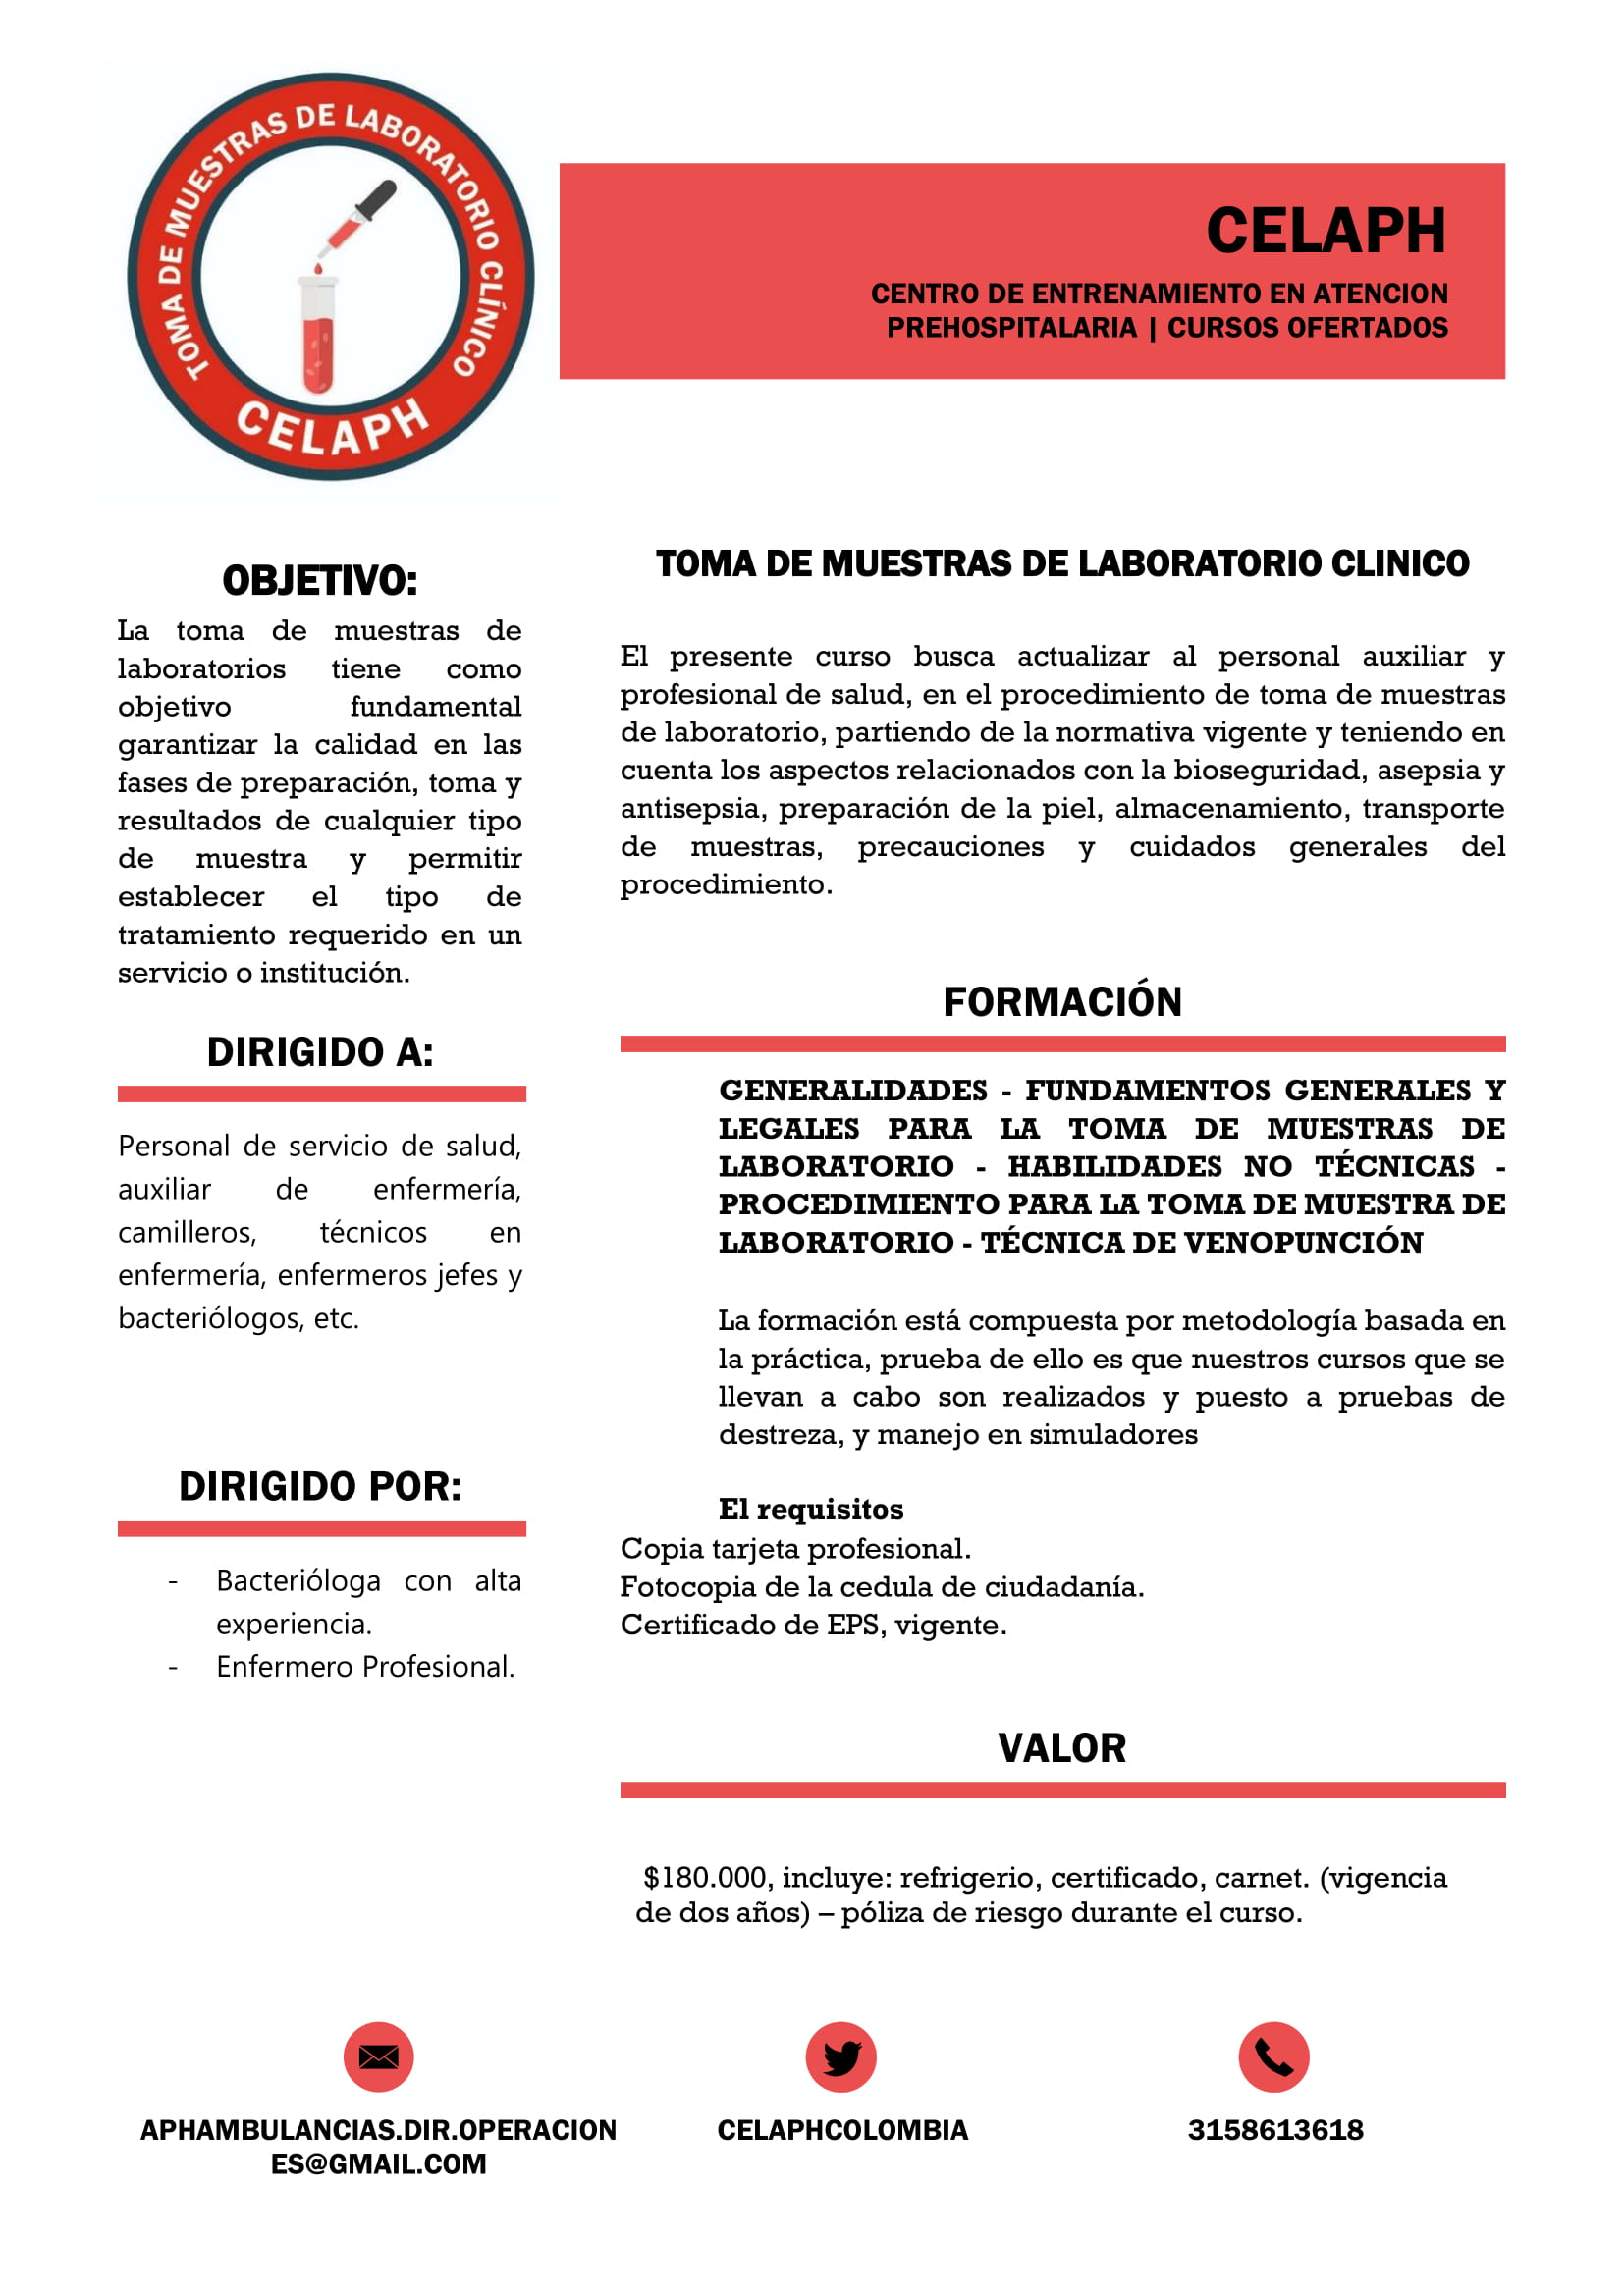 TOMA DE MUESTRAS DE LABORATORIO CLÍNICO
CELAPH
CELAPH
CENTRO DE ENTRENAMIENTO EN ATENCION
PREHOSPITALARIA | CURSOS OFERTADOS
OBJETIVO:
La toma de muestras de
laboratorios tiene como
objetivo fundamental
garantizar la calidad en las
fases de preparación, toma y
resultados de cualquier tipo
de muestra y permitir
establecer el tipo de
tratamiento requerido en un
servicio o institución.
DIRIGIDO A:
Personal de servicio de salud,
auxiliar de enfermería,
camilleros, técnicos en
enfermería, enfermeros jefes y
bacteriólogos, etc.
DIRIGIDO POR:
- Bacterióloga con alta
experiencia.
- Enfermero Profesional.
TOMA DE MUESTRAS DE LABORATORIO CLINICO
El presente curso busca actualizar al personal auxiliar y
profesional de salud, en el procedimiento de toma de muestras
de laboratorio, partiendo de la normativa vigente y teniendo en
cuenta los aspectos relacionados con la bioseguridad, asepsia y
antisepsia, preparación de la piel, almacenamiento, transporte
de muestras, precauciones y cuidados generales del
procedimiento.
FORMACIÓN
GENERALIDADES - FUNDAMENTOS GENERALES Y
LEGALES PARA LA TOMA DE MUESTRAS DE
LABORATORIO - HABILIDADES NO TÉCNICAS -
PROCEDIMIENTO PARA LA TOMA DE MUESTRA DE
LABORATORIO - TÉCNICA DE VENOPUNCIÓN
La formación está compuesta por metodología basada en
la práctica, prueba de ello es que nuestros cursos que se
llevan a cabo son realizados y puesto a pruebas de
destreza, y manejo en simuladores
El requisitos
Copia tarjeta profesional.
Fotocopia de la cedula de ciudadanía.
Certificado de EPS, vigente.
VALOR
$180.000, incluye: refrigerio, certificado, carnet. (vigencia
de dos años) – póliza de riesgo durante el curso.
APHAMBULANCIAS.DIR.OPERACION
ES@GMAIL.COM
CELAPHCOLOMBIA
3158613618